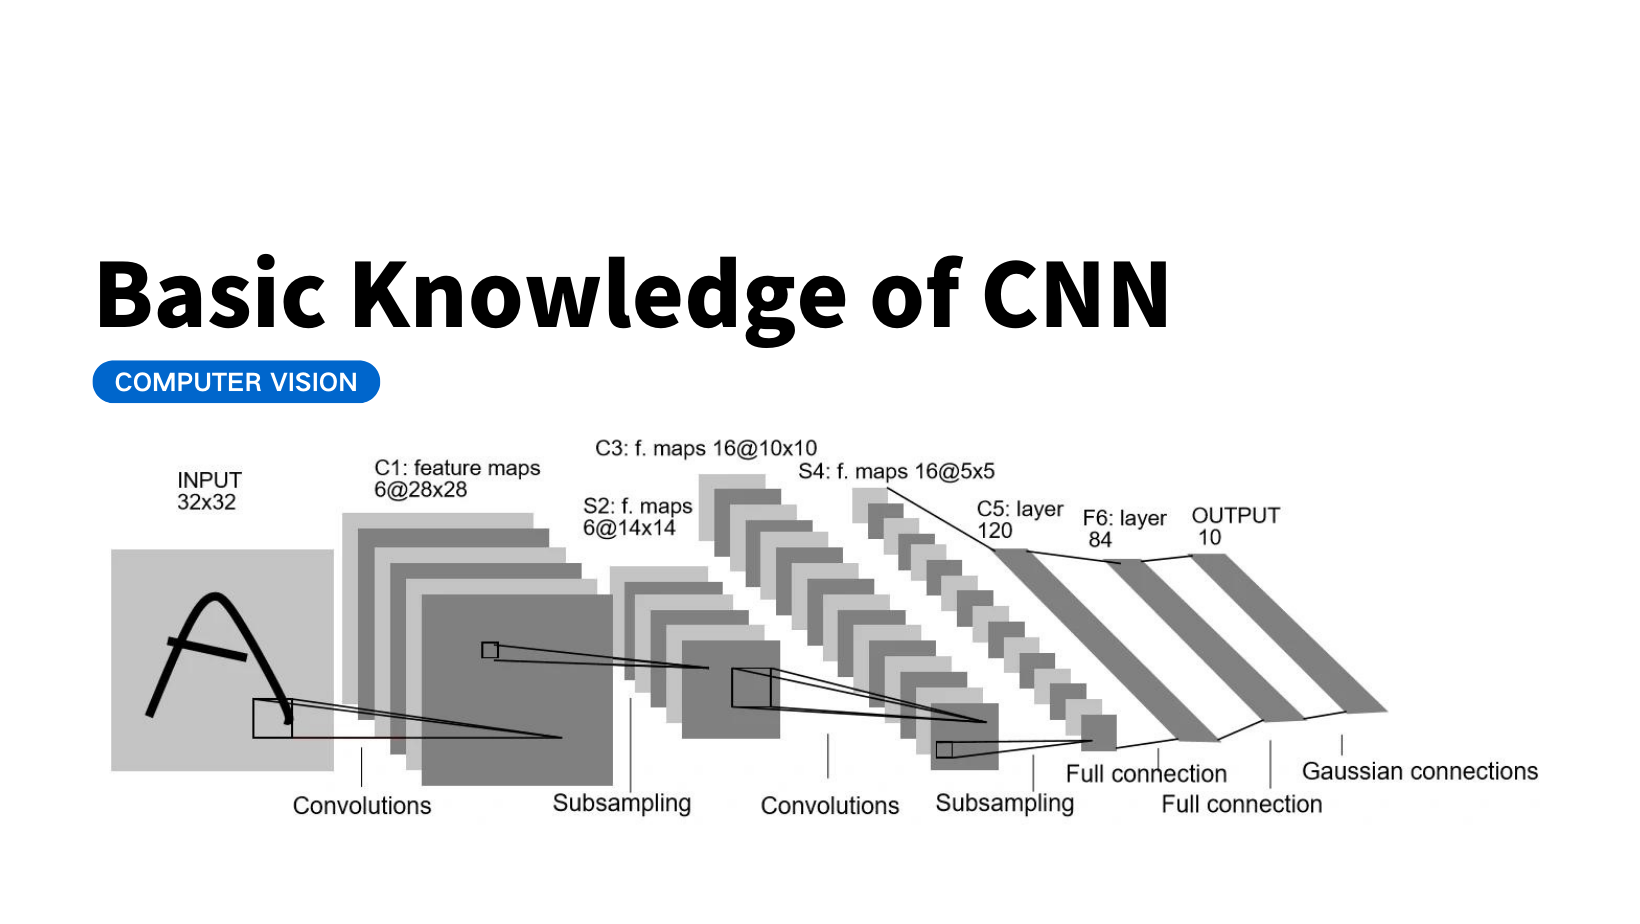 Basic Knowledge of CNN
COMPUTER VISION
INPUT
32x32
C1: feature maps
6@28x28
S2: f. maps
6@14x14
C3: f. maps 16@10x10
S4: f. maps 16@5x5
C5: layer
120
F6: layer
84
OUTPUT
10
A
Convolutions
Subsampling
Convolutions
Subsampling
Full connection
Full connection
Gaussian connections